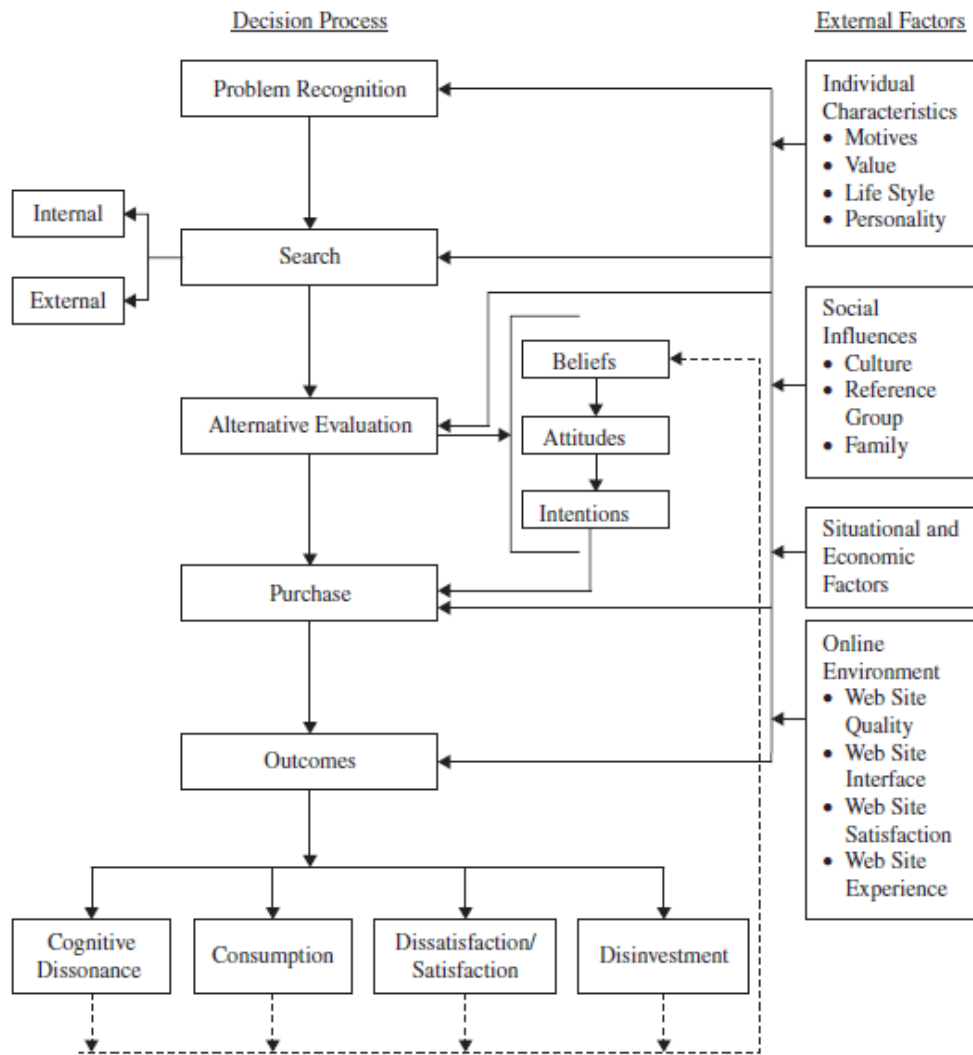 Decision Process
External Factors
Problem Recognition
Internal
External
Search
Alternative Evaluation
Beliefs
Attitudes
Intentions
Purchase
Outcomes
Cognitive
Dissonance
Consumption
Dissatisfaction/
Satisfaction
Disinvestment
Individual
Characteristics
• Motives
• Value
• Life Style
• Personality
Social
Influences
• Culture
• Reference
Group
• Family
Situational and
Economic
Factors
Online
Environment
• Web Site
Quality
• Web Site
Interface
• Web Site
Satisfaction
• Web Site
Experience